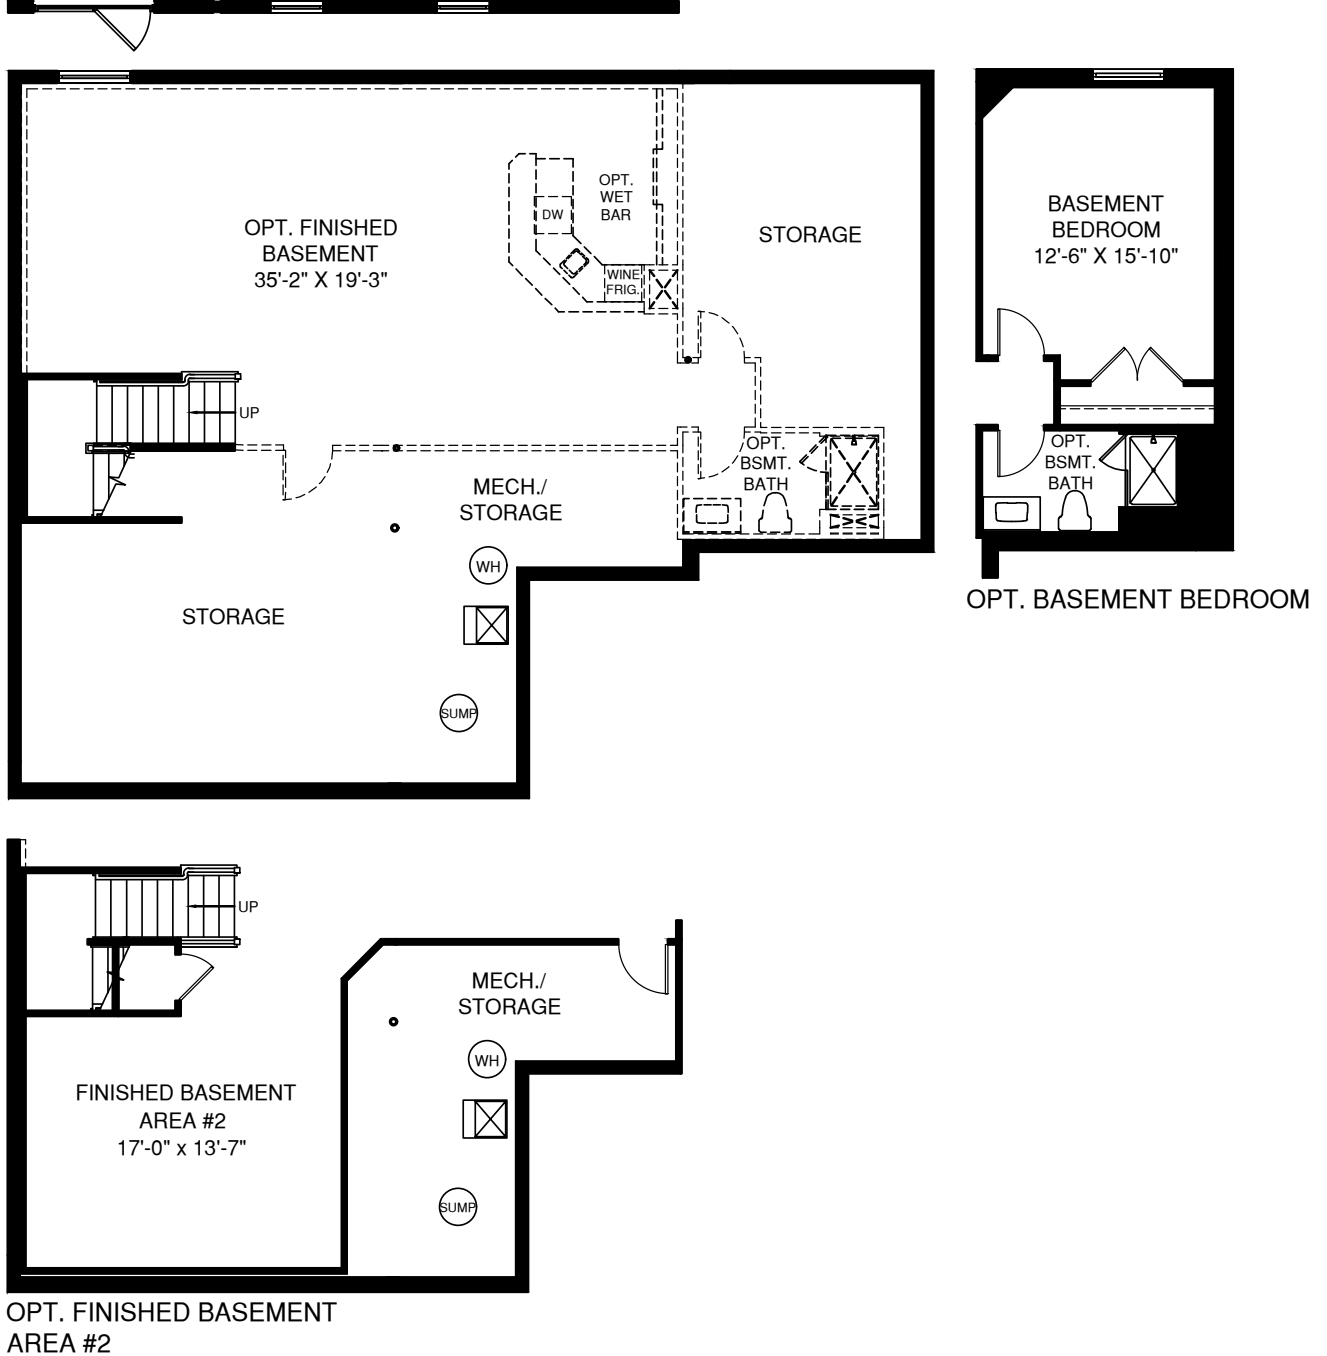 OPT. FINISHED
BASEMENT
35'-2" X 19'-3"
OPT.
WET
BAR
DW
WINE
FRIG.
STORAGE
UP
OPT.
BSMT.
BATH
MECH./
STORAGE
WH
STORAGE
SUMP
BASEMENT
BEDROOM
12'-6" X 15'-10"
OPT.
BSMT.
BATH
OPT. BASEMENT BEDROOM
UP
MECH./
STORAGE
WH
FINISHED BASEMENT
AREA #2
17'-0" x 13'-7"
SUMP
OPT. FINISHED BASEMENT
AREA #2